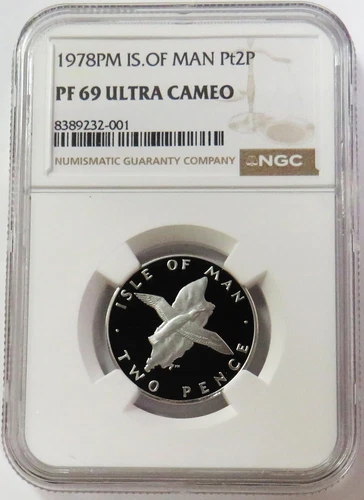 1978PM IS.OF MAN Pt2P
PF 69 ULTRA CAMEO
8389232-001
NUMISMATIC GUARANTY COMPANY
NGC
· ISLE OF MAN ·
TWO PENCE